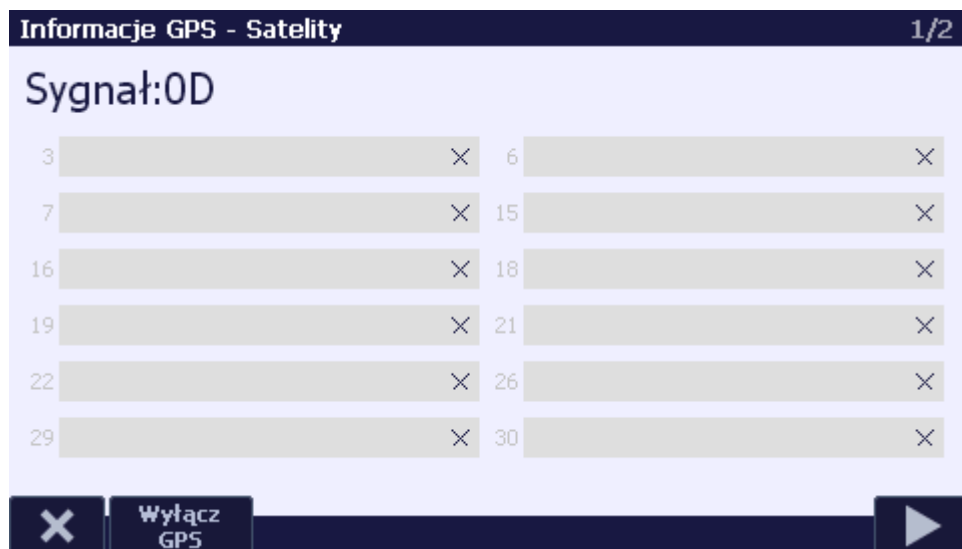 Informacje GPS - Satelity 1/2
Sygnał:0D
3 6
7 15
16 18
19 21
22 26
29 30
Wyłącz
GPS